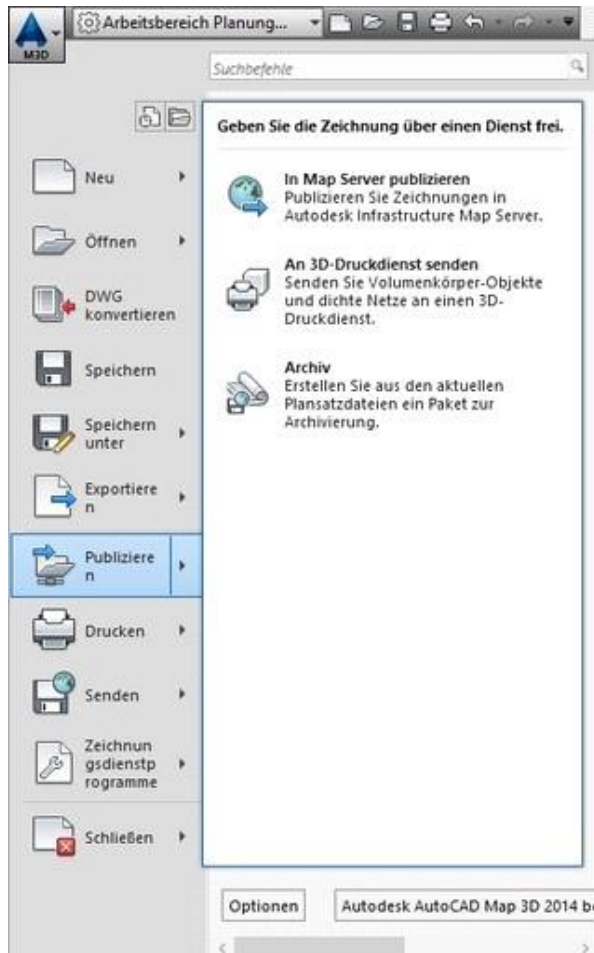 Arbeitsbereich Planung...
M3D
Suchbefehle
Geben Sie die Zeichnung über einen Dienst frei.
In Map Server publizieren
Publizieren Sie Zeichnungen in
Autodesk Infrastructure Map Server.
An 3D-Druckdienst senden
Senden Sie Volumenkörper-Objekte
und dichte Netze an einen 3D-
Druckdienst.
Archiv
Erstellen Sie aus den aktuellen
Plansatzdateien ein Paket zur
Archivierung.
Neu
Öffnen
DWG
konvertieren
Speichern
Speichern
unter
Exportiere
n
Publiziere
n
Drucken
Senden
Zeichnun
gsdienstp
rogramme
Schließen
Optionen
Autodesk AutoCAD Map 3D 2014 b